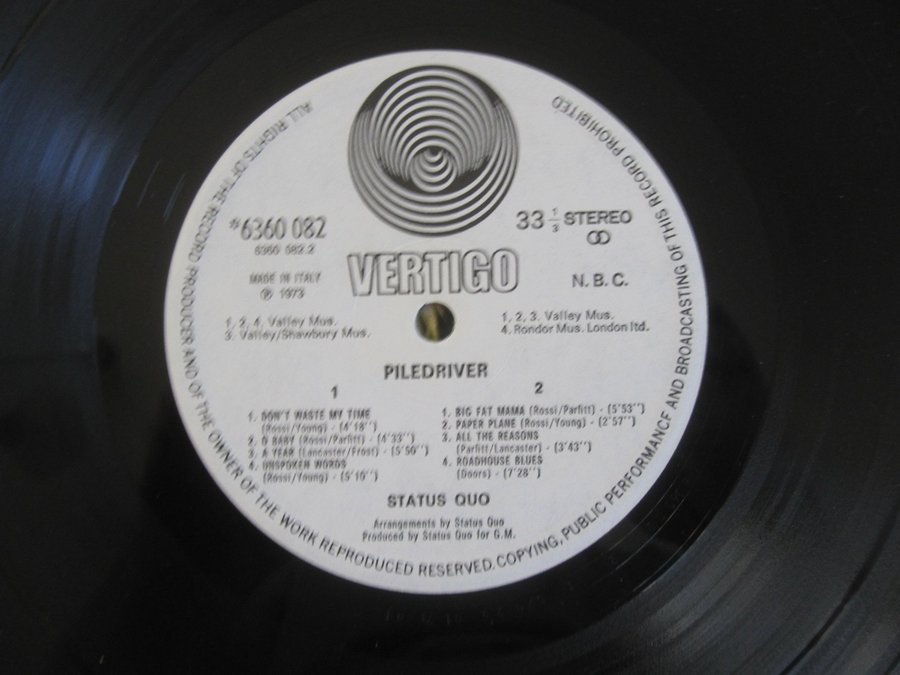 ALL RIGHTS OF THE RECORD PRODUCER AND OF THE OWNER OF THE WORK REPRODUCED RESERVED. COPYING, PUBLIC PERFORMANCE AND BROADCASTING OF THIS RECORD PROHIBITED
*6360 082
6360 082.2
33 1/3 STEREO
MADE IN ITALY
℗ 1973
VERTIGO
N. B. C.
1, 2, 4. Valley Mus.
3. Valley/Shawbury Mus.
1, 2, 3. Valley Mus.
4. Rondor Mus. London ltd.
PILEDRIVER
1
1. DON'T WASTE MY TIME
(Rossi/Young) - (4'18'')
2. O BABY (Rossi/Parfitt) - (4'33'')
3. A YEAR (Lancaster/Frost) - (5'50'')
4. UNSPOKEN WORDS
(Rossi/Young) - (5'10'')
2
1. BIG FAT MAMA (Rossi/Parfitt) - (5'53'')
2. PAPER PLANE (Rossi/Young) - (2'57'')
3. ALL THE REASONS
(Parfitt/Lancaster) - (3'43'')
4. ROADHOUSE BLUES
(Doors) - (7'28'')
STATUS QUO
Arrangements by Status Quo
Produced by Status Quo for G.M.